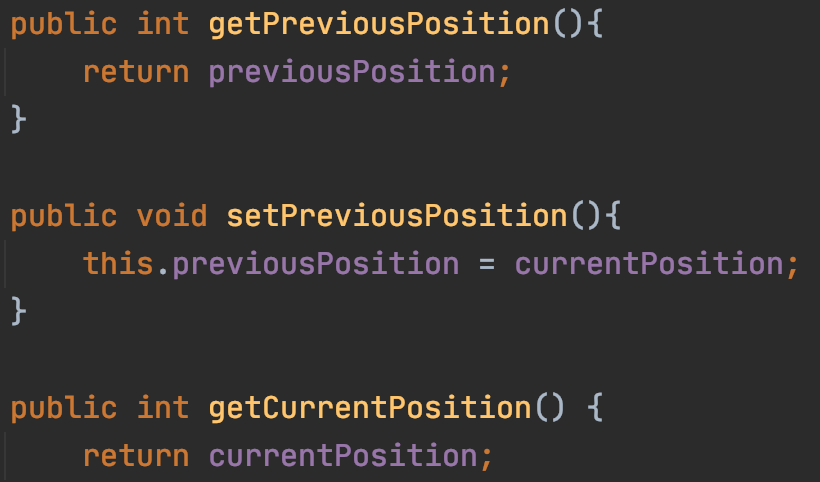 public int getPreviousPosition(){
    return previousPosition;
}
public void setPreviousPosition(){
    this.previousPosition = currentPosition;
}
public int getCurrentPosition() {
    return currentPosition;